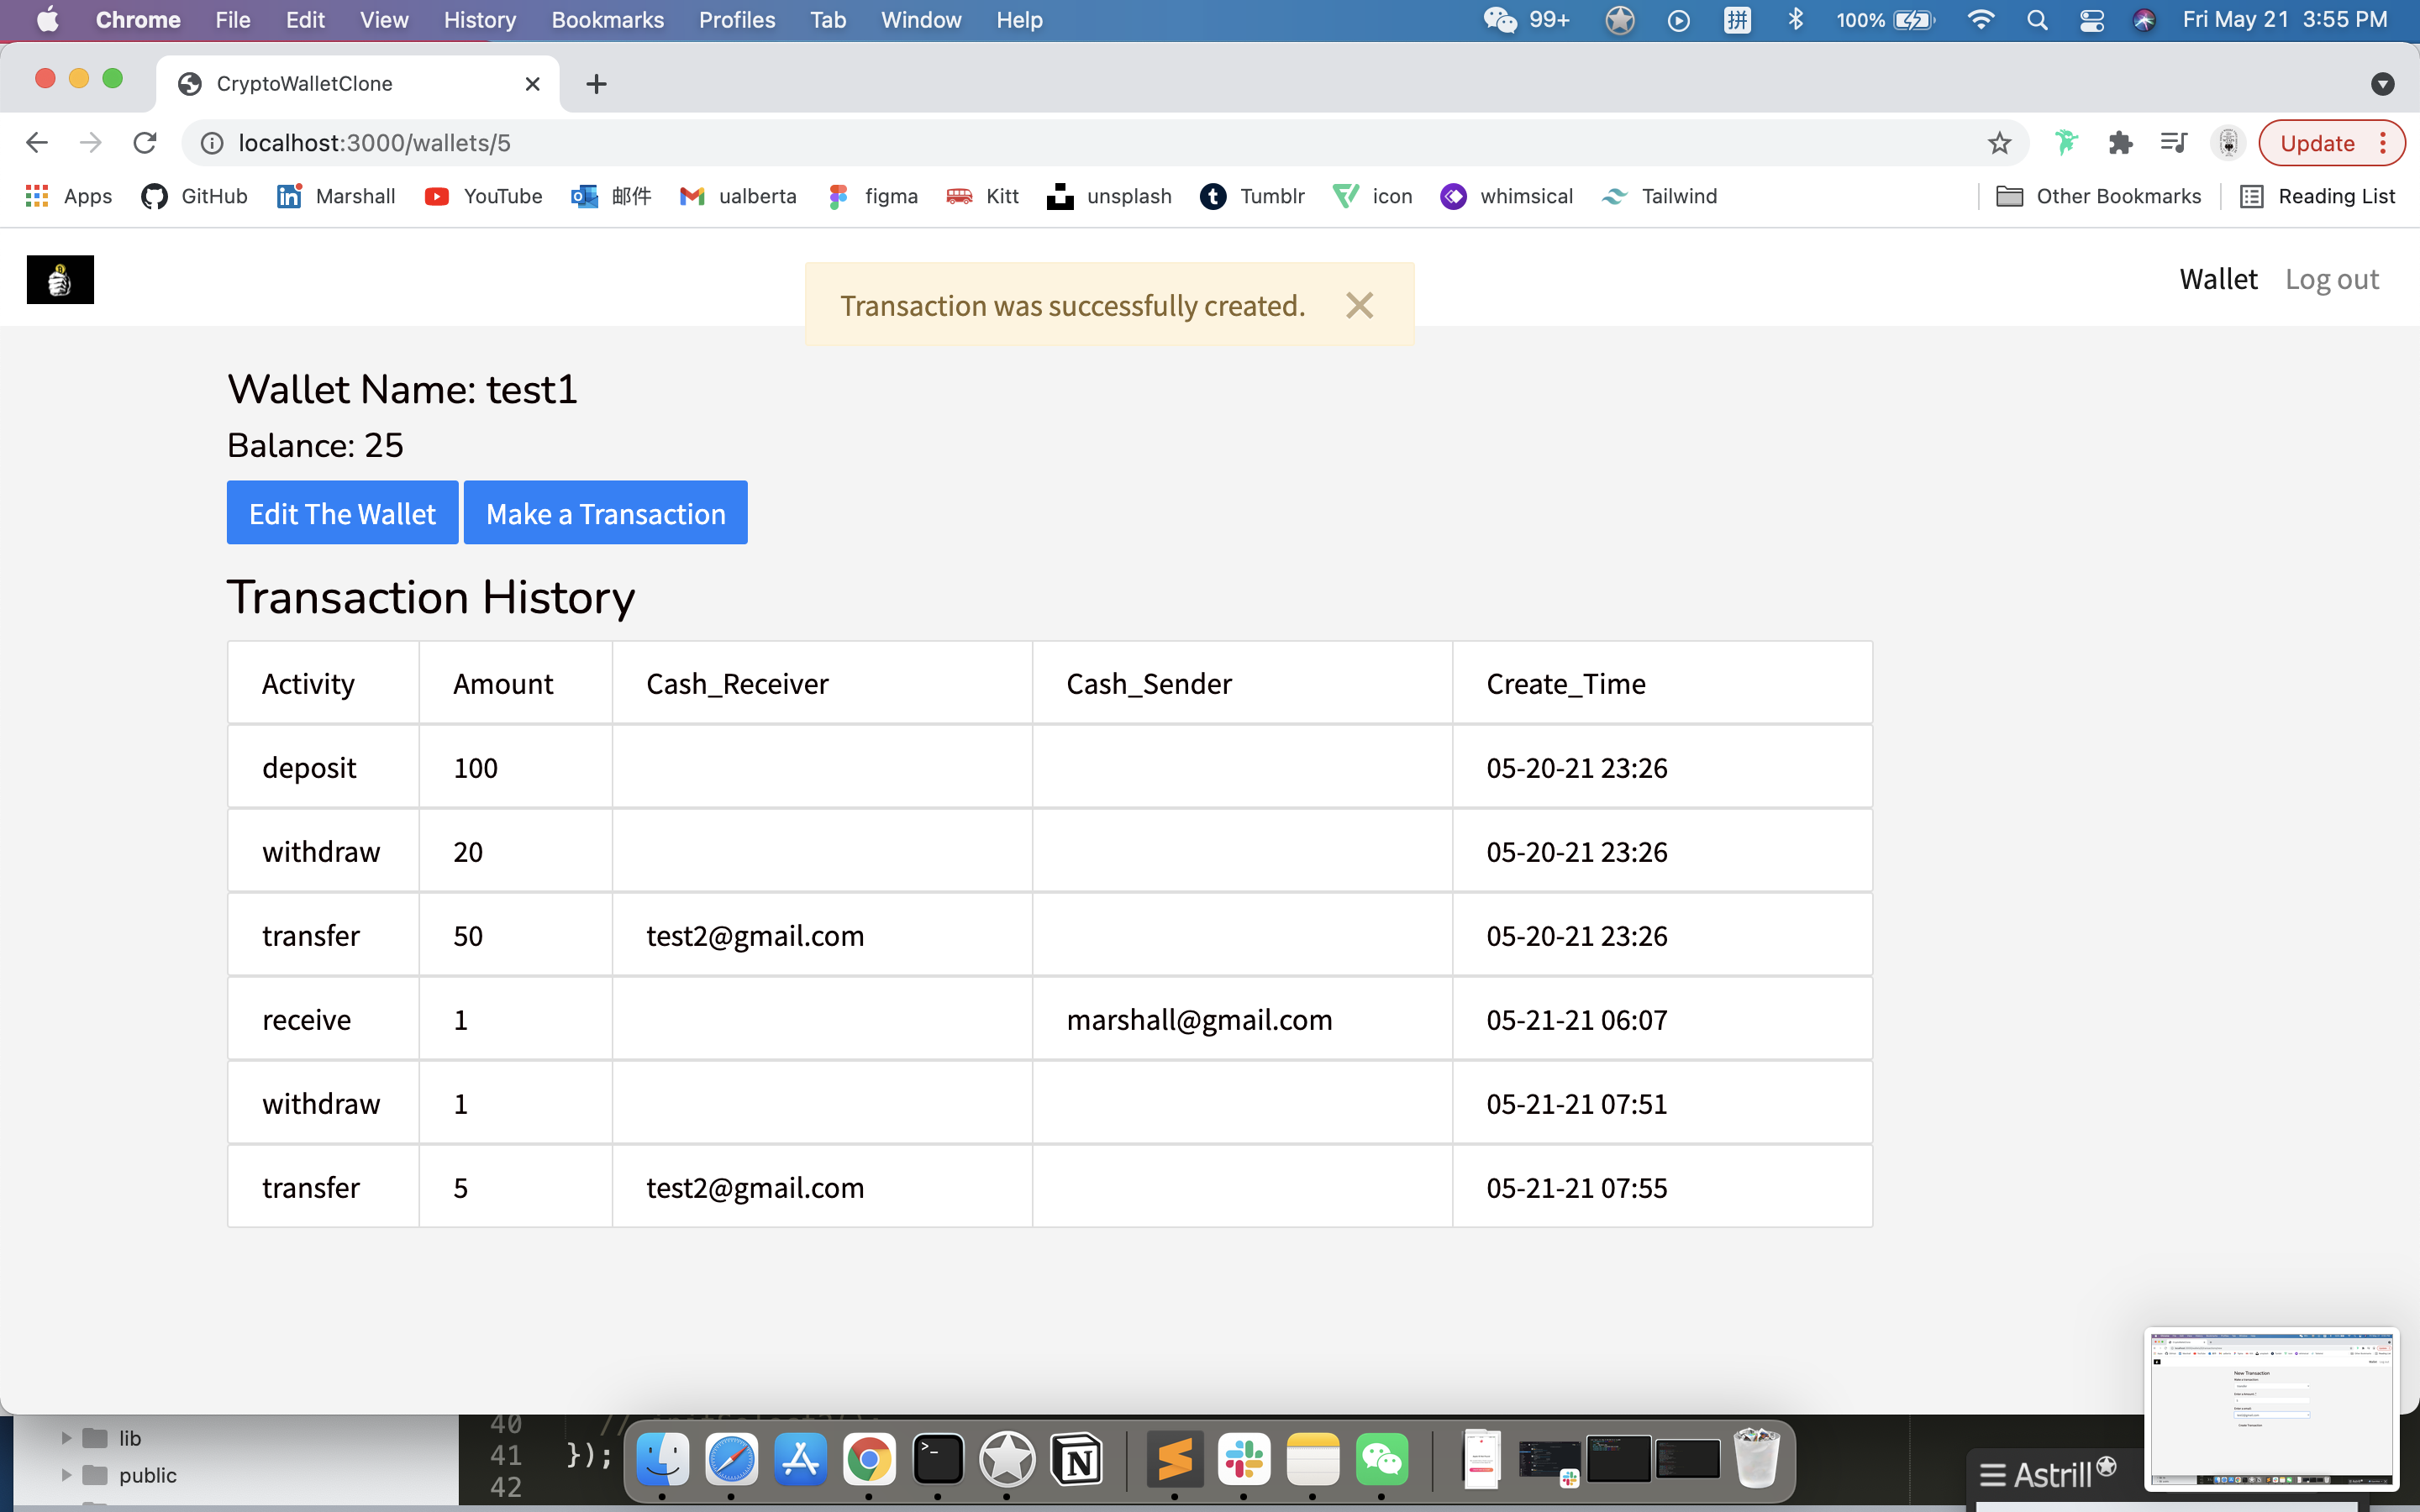 Chrome File Edit View History Bookmarks Profiles Tab Window Help 99+ 拼 100% Fri May 21 3:55 PM
CryptoWalletClone
localhost:3000/wallets/5 Update
Apps GitHub Marshall YouTube 邮件 ualberta figma Kitt unsplash Tumblr icon whimsical Tailwind Other Bookmarks Reading List
Wallet Log out
Transaction was successfully created.
Wallet Name: test1
Balance: 25
Edit The Wallet Make a Transaction
Transaction History
Activity Amount Cash_Receiver Cash_Sender Create_Time
deposit 100 05-20-21 23:26
withdraw 20 05-20-21 23:26
transfer 50 test2@gmail.com 05-20-21 23:26
receive 1 marshall@gmail.com 05-21-21 06:07
withdraw 1 05-21-21 07:51
transfer 5 test2@gmail.com 05-21-21 07:55
New Transaction
lib
public
40 //
41 });
42
Astrill